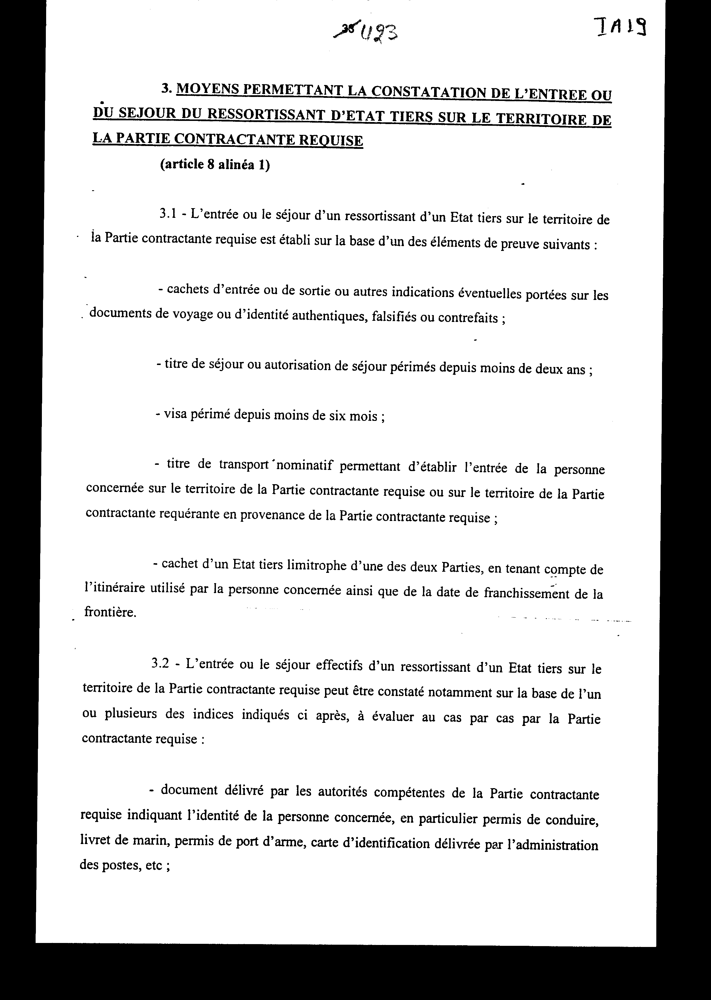 38 493
IA19
3. MOYENS PERMETTANT LA CONSTATATION DE L'ENTREE OU
DU SEJOUR DU RESSORTISSANT D'ETAT TIERS SUR LE TERRITOIRE DE
LA PARTIE CONTRACTANTE REQUISE
(article 8 alinéa 1)
3.1 - L'entrée ou le séjour d'un ressortissant d'un Etat tiers sur le territoire de
la Partie contractante requise est établi sur la base d'un des éléments de preuve suivants :
- cachets d'entrée ou de sortie ou autres indications éventuelles portées sur les
documents de voyage ou d'identité authentiques, falsifiés ou contrefaits ;
- titre de séjour ou autorisation de séjour périmés depuis moins de deux ans ;
- visa périmé depuis moins de six mois ;
- titre de transport nominatif permettant d'établir l'entrée de la personne
concernée sur le territoire de la Partie contractante requise ou sur le territoire de la Partie
contractante requérante en provenance de la Partie contractante requise ;
- cachet d'un Etat tiers limitrophe d'une des deux Parties, en tenant compte de
l'itinéraire utilisé par la personne concernée ainsi que de la date de franchissement de la
frontière.
3.2 - L'entrée ou le séjour effectifs d'un ressortissant d'un Etat tiers sur le
territoire de la Partie contractante requise peut être constaté notamment sur la base de l'un
ou plusieurs des indices indiqués ci après, à évaluer au cas par cas par la Partie
contractante requise :
- document délivré par les autorités compétentes de la Partie contractante
requise indiquant l'identité de la personne concernée, en particulier permis de conduire,
livret de marin, permis de port d'arme, carte d'identification délivrée par l'administration
des postes, etc ;